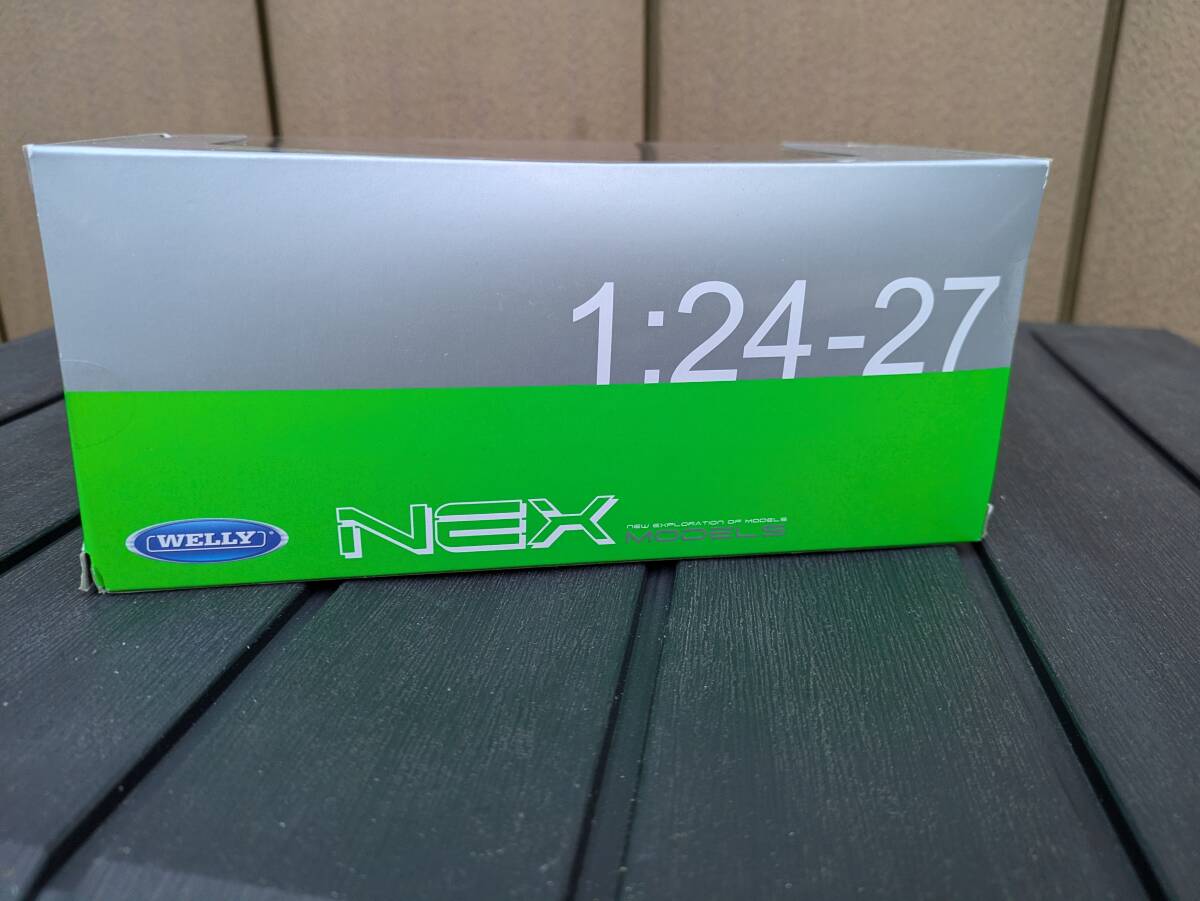 1:24-27
WELLY
NEX
NEW EXPLORATION OF MODELS
MODELS